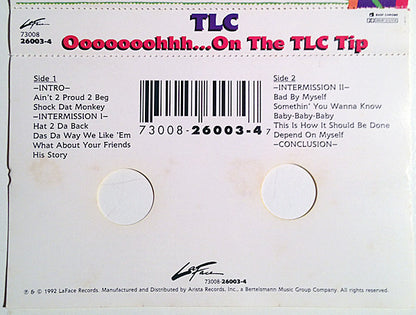 LaFace
73008
26003-4
TLC
Ooooooohhh...On The TLC Tip
Side 1
—INTRO—
Ain't 2 Proud 2 Beg
Shock Dat Monkey
—INTERMISSION I—
Hat 2 Da Back
Das Da Way We Like 'Em
What About Your Friends
His Story
73008-26003-4 7
Side 2
—INTERMISSION II—
Bad By Myself
Somethin' You Wanna Know
Baby-Baby-Baby
This Is How It Should Be Done
Depend On Myself
—CONCLUSION—
LaFace
73008-26003-4
℗ & © 1992 LaFace Records. Manufactured and Distributed by Arista Records, Inc., a Bertelsmann Music Group Company. All rights reserved.